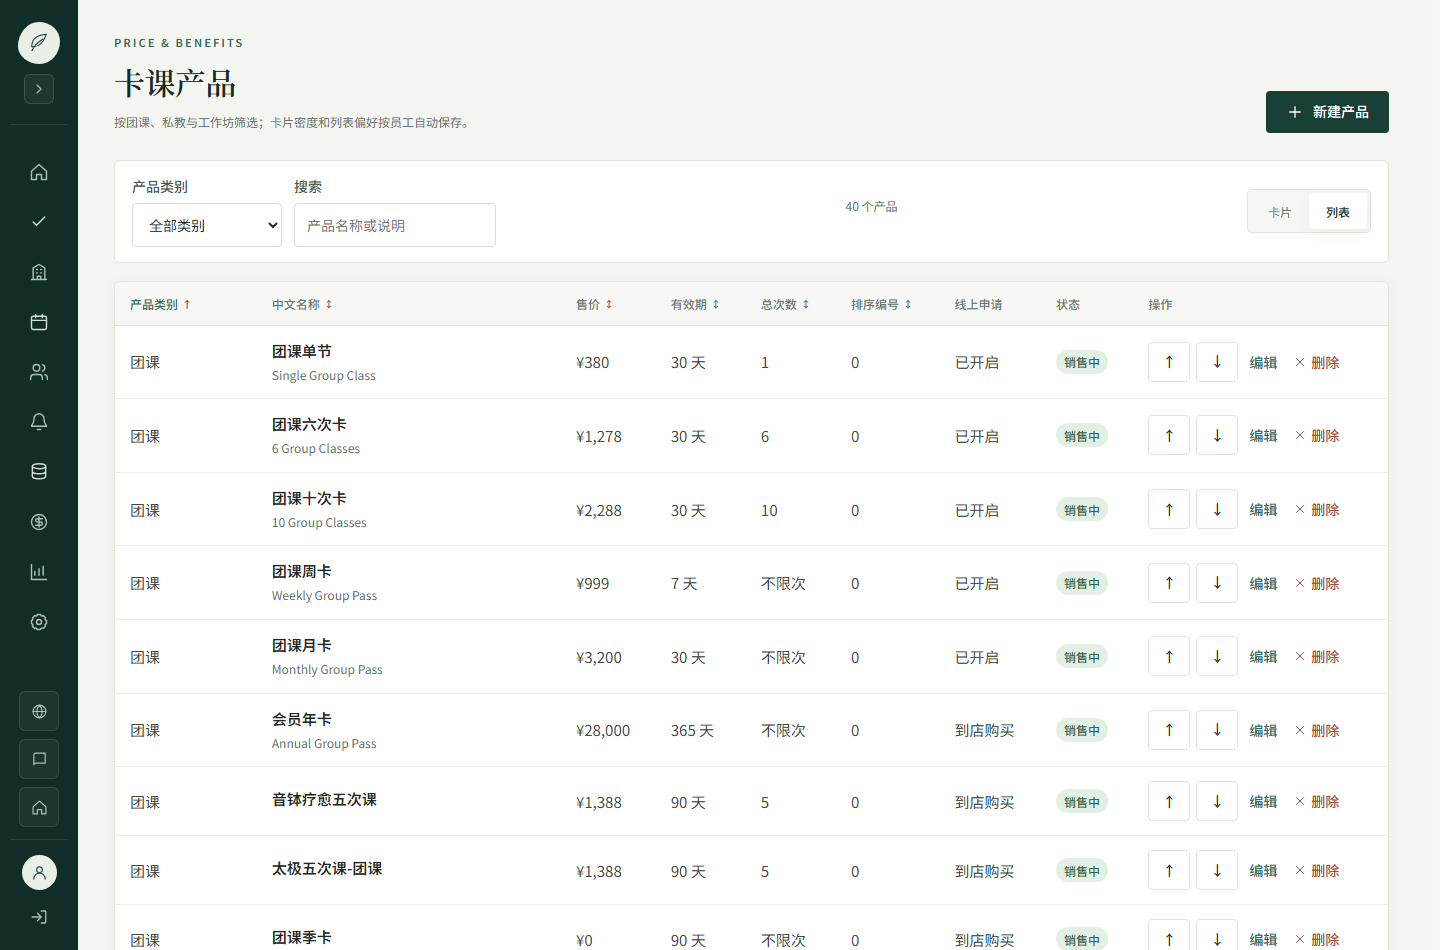 PRICE & BENEFITS
卡课产品
按团课、私教与工作坊筛选；卡片密度和列表偏好按员工自动保存。
+ 新建产品
产品类别 搜索
全部类别 产品名称或说明 40 个产品 卡片 列表
产品类别 ↑ 中文名称 ↕ 售价 ↕ 有效期 ↕ 总次数 ↕ 排序编号 ↕ 线上申请 状态 操作
团课 团课单节 ¥380 30 天 1 0 已开启 销售中 ↑ ↓ 编辑 × 删除
Single Group Class
团课 团课六次卡 ¥1,278 30 天 6 0 已开启 销售中 ↑ ↓ 编辑 × 删除
6 Group Classes
团课 团课十次卡 ¥2,288 30 天 10 0 已开启 销售中 ↑ ↓ 编辑 × 删除
10 Group Classes
团课 团课周卡 ¥999 7 天 不限次 0 已开启 销售中 ↑ ↓ 编辑 × 删除
Weekly Group Pass
团课 团课月卡 ¥3,200 30 天 不限次 0 已开启 销售中 ↑ ↓ 编辑 × 删除
Monthly Group Pass
团课 会员年卡 ¥28,000 365 天 不限次 0 到店购买 销售中 ↑ ↓ 编辑 × 删除
Annual Group Pass
团课 音钵疗愈五次课 ¥1,388 90 天 5 0 到店购买 销售中 ↑ ↓ 编辑 × 删除
团课 太极五次课-团课 ¥1,388 90 天 5 0 到店购买 销售中 ↑ ↓ 编辑 × 删除
团课 团课季卡 ¥0 90 天 不限次 0 到店购买 销售中 ↑ ↓ 编辑 × 删除